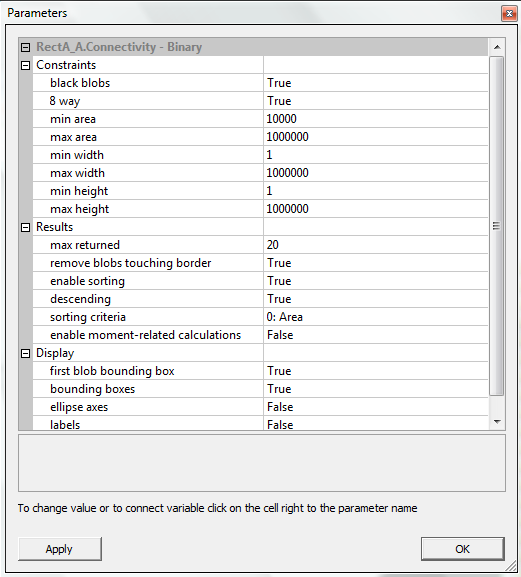 Parameters
RectA_A.Connectivity - Binary
Constraints
black blobs True
8 way True
min area 10000
max area 1000000
min width 1
max width 1000000
min height 1
max height 1000000
Results
max returned 20
remove blobs touching border True
enable sorting True
descending True
sorting criteria 0: Area
enable moment-related calculations False
Display
first blob bounding box True
bounding boxes True
ellipse axes False
labels False
To change value or to connect variable click on the cell right to the parameter name
Apply OK